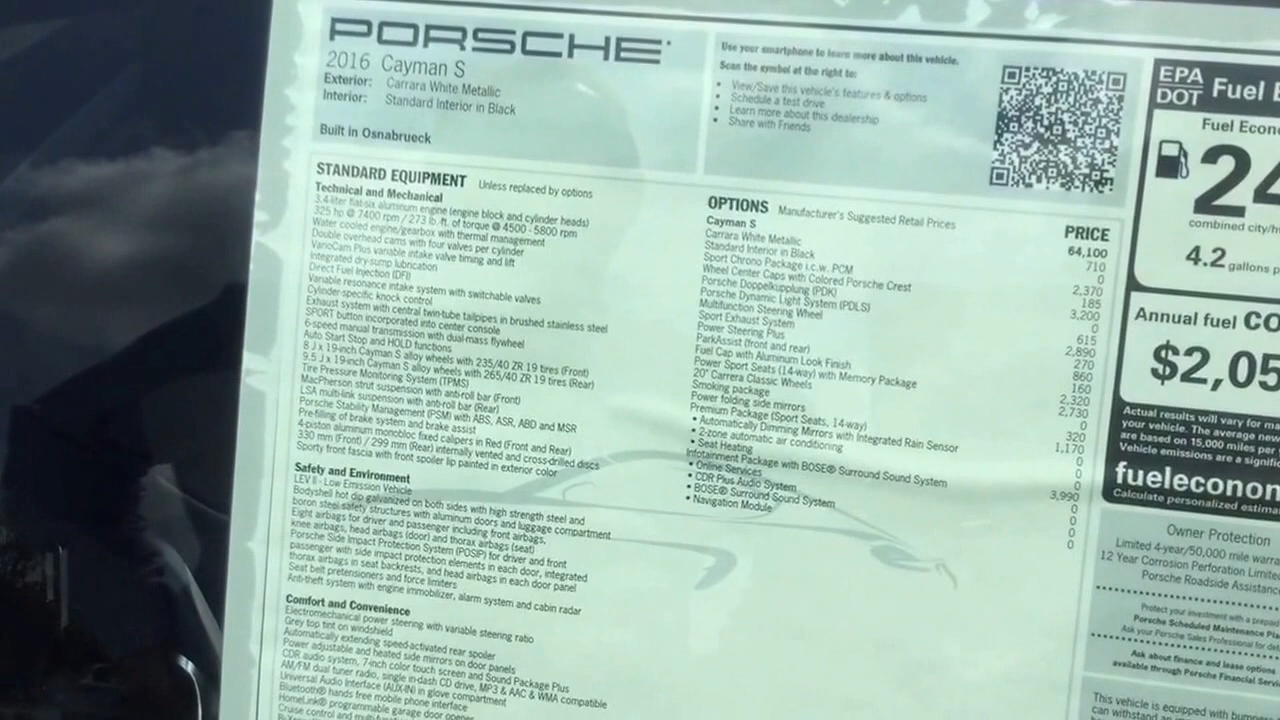 PORSCHE
2016 Cayman S
Exterior: Carrara White Metallic
Interior: Standard Interior in Black
Built in Osnabrueck
Use your smartphone to learn more about this vehicle.
Scan the symbol at the right to:
• View/Save this vehicle's features & options
• Schedule a test drive
• Learn more about this dealership
• Share with Friends
STANDARD EQUIPMENT Unless replaced by options
Technical and Mechanical
3.4-liter flat-six aluminum engine (engine block and cylinder heads)
325 hp @ 7400 rpm / 273 lb. ft. of torque @ 4500 - 5800 rpm
Water cooled engine/gearbox with thermal management
Double overhead cams with four valves per cylinder
VarioCam Plus variable intake valve timing and lift
Integrated dry-sump lubrication
Direct Fuel Injection (DFI)
Variable resonance intake system with switchable valves
Cylinder-specific knock control
Exhaust system with central twin-tube tailpipes in brushed stainless steel
SPORT button incorporated into center console
6-speed manual transmission with dual-mass flywheel
Auto Start Stop and HOLD functions
8 J x 19-inch Cayman S alloy wheels with 235/40 ZR 19 tires (Front)
9.5 J x 19-inch Cayman S alloy wheels with 265/40 ZR 19 tires (Rear)
Tire Pressure Monitoring System (TPMS)
MacPherson strut suspension with anti-roll bar (Front)
LSA multi-link suspension with anti-roll bar (Rear)
Porsche Stability Management (PSM) with ABS, ASR, ABD and MSR
Pre-filling of brake system and brake assist
4-piston aluminum monobloc fixed calipers in Red (Front and Rear)
330 mm (Front) / 299 mm (Rear) internally vented and cross-drilled discs
Sporty front fascia with front spoiler lip painted in exterior color
Safety and Environment
LEV II - Low Emission Vehicle
Bodyshell hot dip galvanized on both sides with high strength steel and
boron steel safety structures with aluminum doors and luggage compartment
Eight airbags for driver and passenger including front airbags,
knee airbags, head airbags (door) and thorax airbags (seat)
Porsche Side Impact Protection System (POSIP) for driver and front
passenger with side impact protection elements in each door, integrated
thorax airbags in seat backrests, and head airbags in each door panel
Seat belt pretensioners and force limiters
Anti-theft system with engine immobilizer, alarm system and cabin radar
Comfort and Convenience
Electromechanical power steering with variable steering ratio
Grey top tint on windshield
Automatically extending speed-activated rear spoiler
Power adjustable and heated side mirrors on door panels
CDR audio system, 7-inch color touch screen and Sound Package Plus
AM/FM dual tuner radio, single in-dash CD drive, MP3 & AAC & WMA compatible
Universal Audio Interface (AUX-IN) in glove compartment
Bluetooth® hands free mobile phone interface
HomeLink® programmable garage door opener
Cruise control and
OPTIONS Manufacturer's Suggested Retail Prices PRICE
Cayman S 64,100
Carrara White Metallic 710
Standard Interior in Black 0
Sport Chrono Package i.c.w. PCM 2,370
Wheel Center Caps with Colored Porsche Crest 185
Porsche Doppelkupplung (PDK) 3,200
Porsche Dynamic Light System (PDLS) 0
Multifunction Steering Wheel 615
Sport Exhaust System 2,890
Power Steering Plus 270
ParkAssist (front and rear) 860
Fuel Cap with Aluminum Look Finish 160
Power Sport Seats (14-way) with Memory Package 2,320
20" Carrera Classic Wheels 2,730
Smoking package 0
Power folding side mirrors 320
Premium Package (Sport Seats, 14-way) 1,170
• Automatically Dimming Mirrors with Integrated Rain Sensor 0
• 2-zone automatic air conditioning 0
• Seat Heating 0
Infotainment Package with BOSE® Surround Sound System 3,990
• Online Services 0
• CDR Plus Audio System 0
• BOSE® Surround Sound System 0
• Navigation Module 0
EPA
DOT Fuel
Fuel
24
combined city/
4.2 gallons
Annual fuel
$2,05
Actual results will vary for
your vehicle. The average
are based on 15,000 miles per
Vehicle emissions are a
Calculate personalized
Owner Protection
Limited 4-year/50,000 mile
12 Year Corrosion Perforation
Porsche Roadside
Protect your investment with a
Porsche Scheduled Maintenance
Ask your Porsche Sales Professional for
Ask about finance and lease options
available through Porsche Financial
This vehicle is equipped with
can withstand an